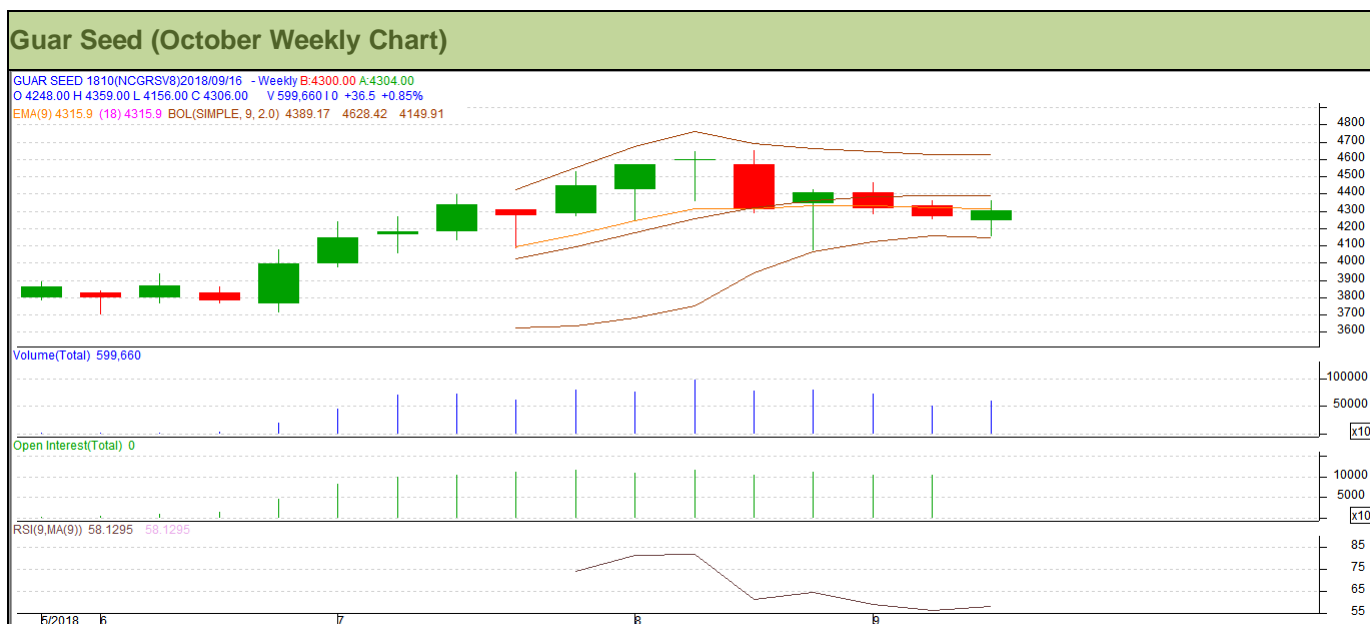 Guar Seed (October Weekly Chart)
GUAR SEED 1810(NCGRSV8)2018/09/16 - Weekly B:4300.00 A:4304.00
O 4248.00 H 4359.00 L 4156.00 C 4306.00 V 599,660 I 0 +36.5 +0.85%
EMA(9) 4315.9 (18) 4315.9 BOL(SIMPLE, 9, 2.0) 4389.17 4628.42 4149.91
4800
4700
4600
4500
4400
4300
4200
4100
4000
3900
3800
3700
3600
Volume(Total) 599,660
100000
50000
x10
Open Interest(Total) 0
10000
5000
x10
RSI(9,MA(9)) 58.1295 58.1295
85
75
65
55
5/2018 6 7 8 9